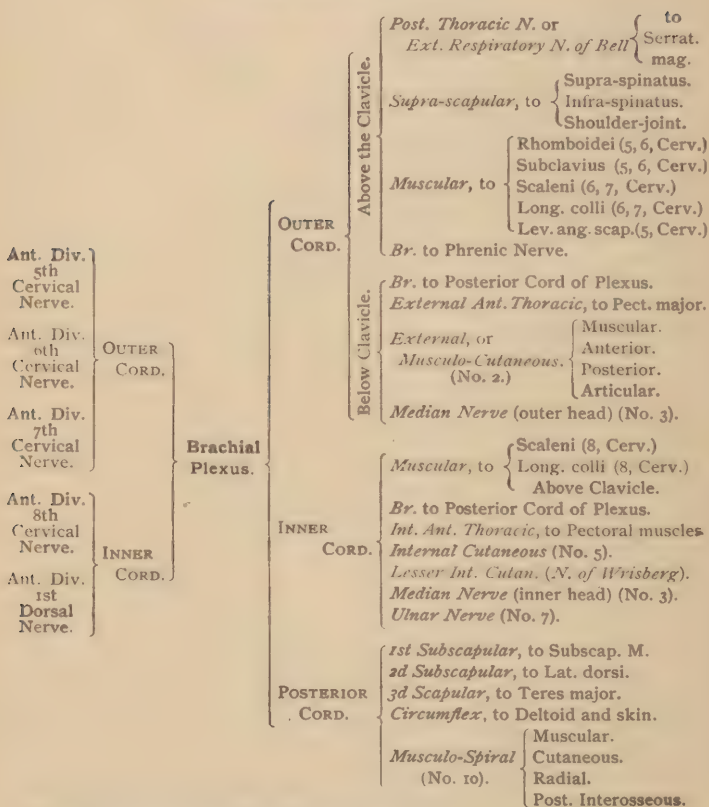 Ant. Div.
5th
Cervical
Nerve.
Ant. Div.
6th
Cervical
Nerve.
Ant. Div.
7th
Cervical
Nerve.
OUTER
CORD.
Ant. Div.
8th
Cervical
Nerve.
Ant. Div.
1st
Dorsal
Nerve.
INNER
CORD.
Brachial
Plexus.
OUTER
CORD.
Above the Clavicle.
Post. Thoracic N. or
Ext. Respiratory N. of Bell
to
Serrat.
mag.
Supra-scapular, to
Supra-spinatus.
Infra-spinatus.
Shoulder-joint.
Muscular, to
Rhomboidei (5, 6, Cerv.)
Subclavius (5, 6, Cerv.)
Scaleni (6, 7, Cerv.)
Long. colli (6, 7, Cerv.)
Lev. ang. scap.(5, Cerv.)
Br. to Phrenic Nerve.
Below Clavicle.
Br. to Posterior Cord of Plexus.
External Ant. Thoracic, to Pect. major.
External, or
Musculo-Cutaneous.
(No. 2.)
Muscular.
Anterior.
Posterior.
Articular.
Median Nerve (outer head) (No. 3).
INNER
CORD.
Muscular, to
Scaleni (8, Cerv.)
Long. colli (8, Cerv.)
Above Clavicle.
Br. to Posterior Cord of Plexus.
Int. Ant. Thoracic, to Pectoral muscles.
Internal Cutaneous (No. 5).
Lesser Int. Cutan. (N. of Wrisberg).
Median Nerve (inner head) (No. 3).
Ulnar Nerve (No. 7).
POSTERIOR
CORD.
1st Subscapular, to Subscap. M.
2d Subscapular, to Lat. dorsi.
3d Scapular, to Teres major.
Circumflex, to Deltoid and skin.
Musculo-Spiral
(No. 10).
Muscular.
Cutaneous.
Radial.
Post. Interosseous.